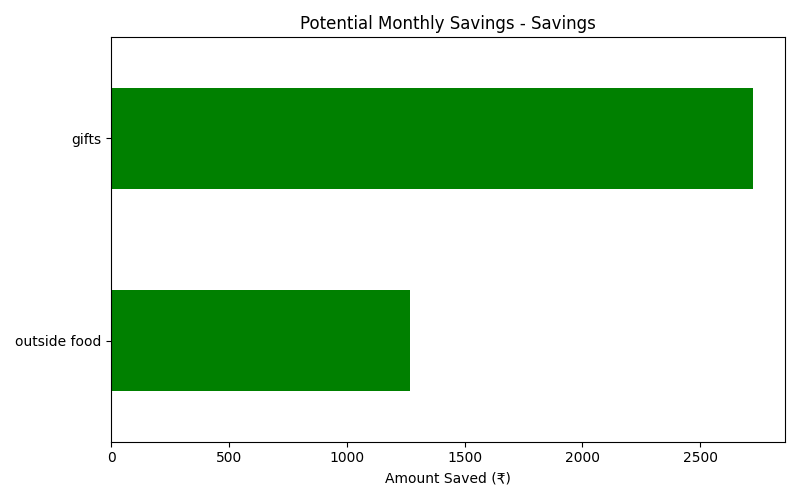 Potential Monthly Savings - Savings
gifts
outside food
0 500 1000 1500 2000 2500
Amount Saved (₹)